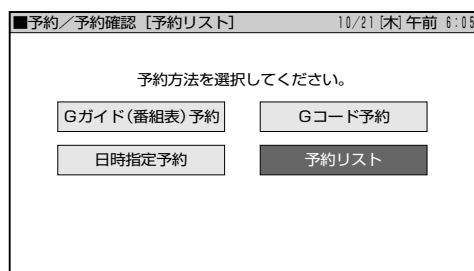 ■予約／予約確認［予約リスト］ 10/21［木］午前 6:05
予約方法を選択してください。
Gガイド（番組表）予約 Gコード予約
日時指定予約 予約リスト